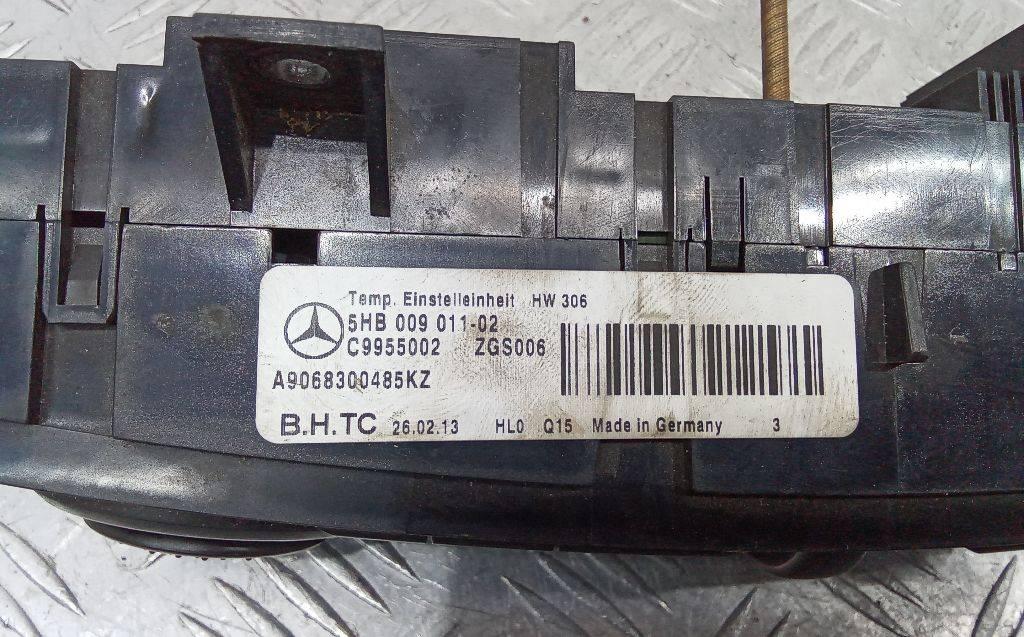 Temp. Einstelleinheit HW 306
5HB 009 011-02
C9955002 ZGS006
A9068300485KZ
B.H.TC 26.02.13 HL0 Q15 Made in Germany 3